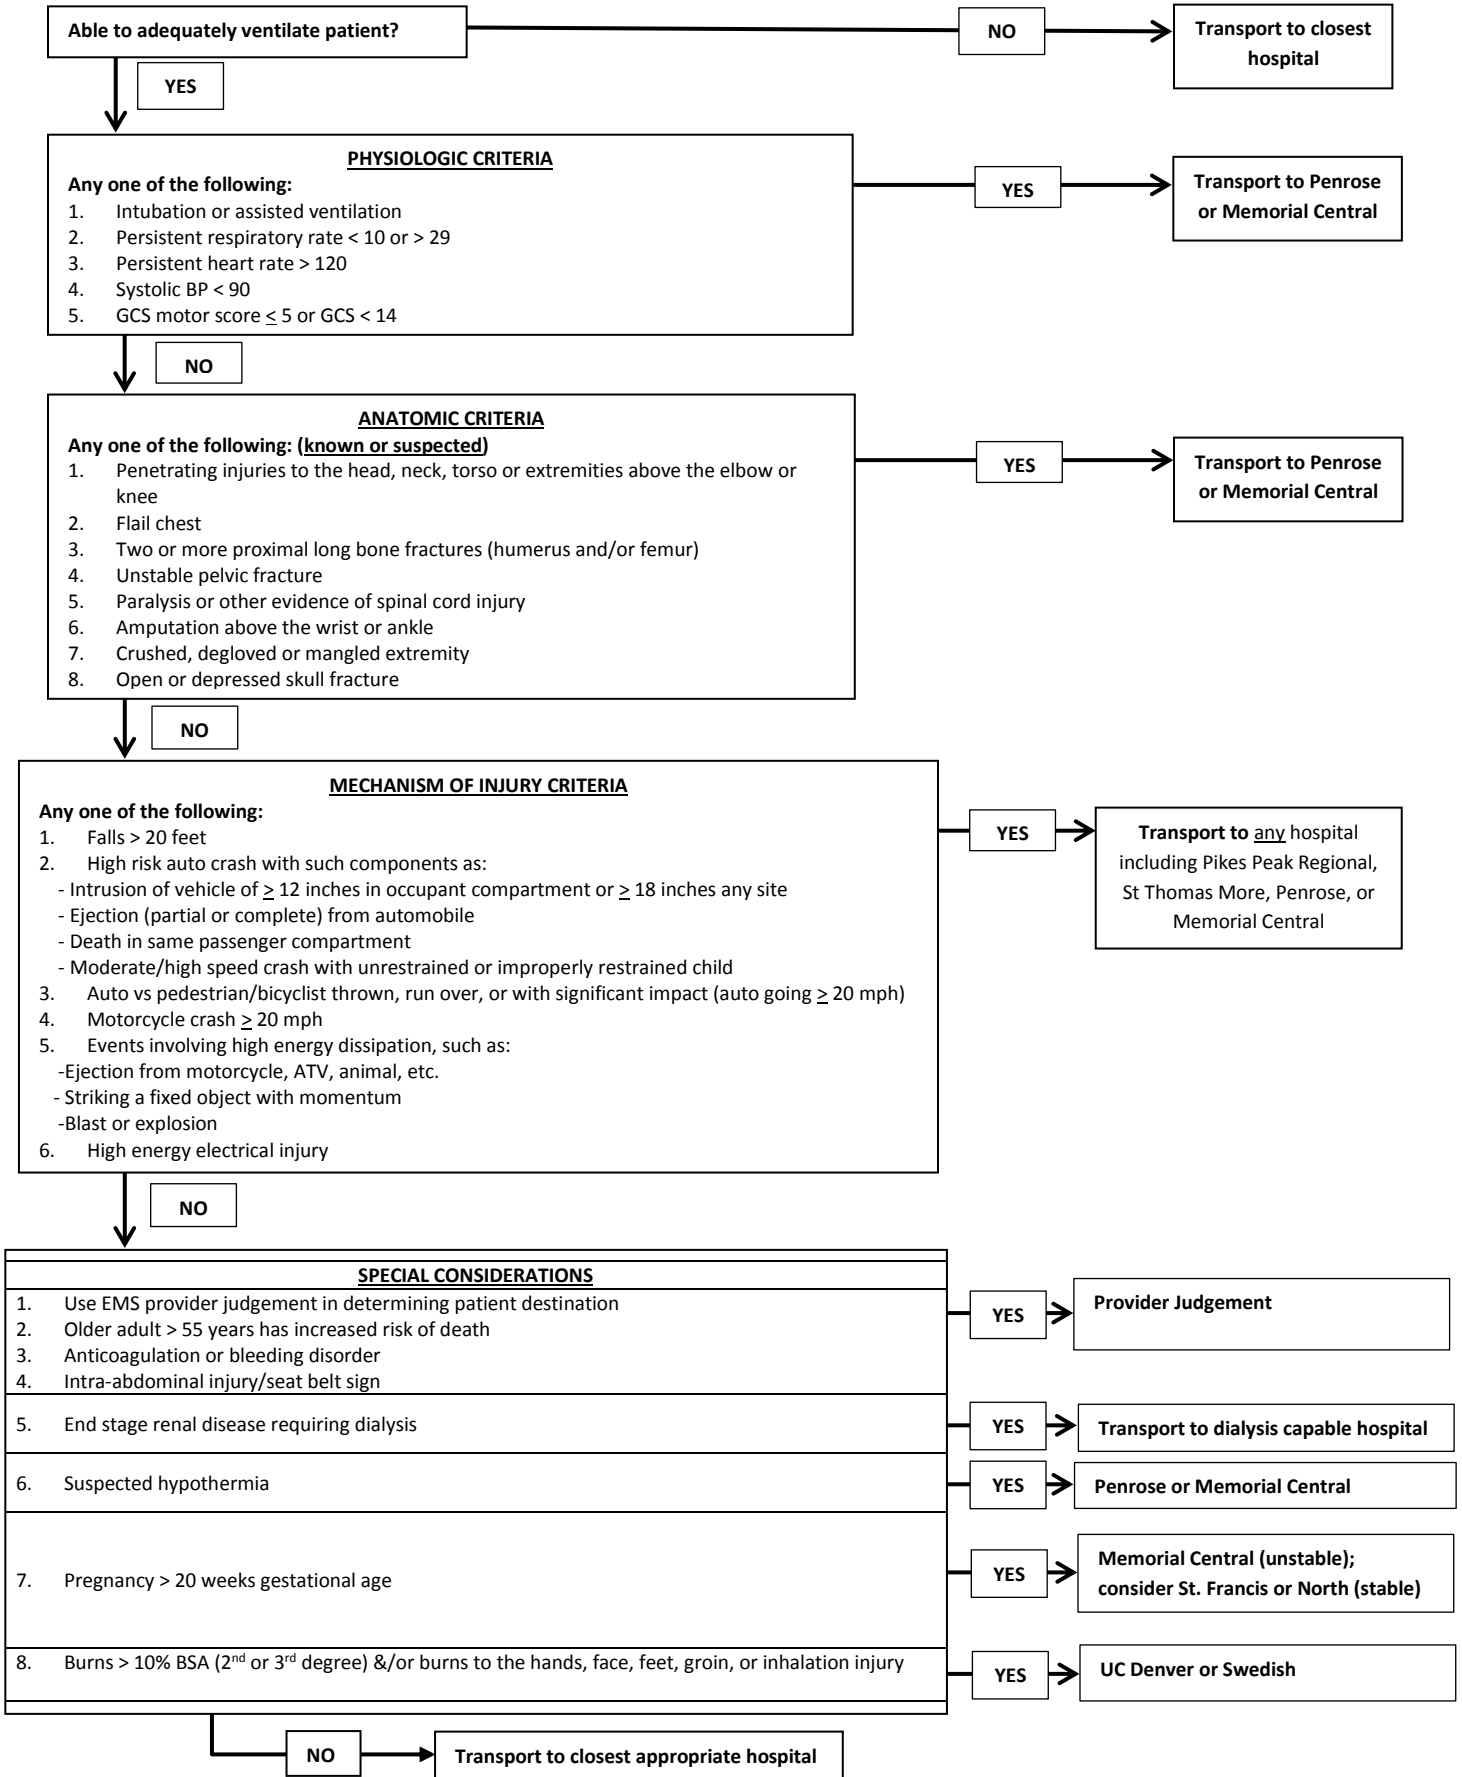 Able to adequately ventilate patient?
NO
Transport to closest
hospital
YES
PHYSIOLOGIC CRITERIA
Any one of the following:
1. Intubation or assisted ventilation
2. Persistent respiratory rate < 10 or > 29
3. Persistent heart rate > 120
4. Systolic BP < 90
5. GCS motor score ≤ 5 or GCS < 14
YES
Transport to Penrose
or Memorial Central
NO
ANATOMIC CRITERIA
Any one of the following: (known or suspected)
1. Penetrating injuries to the head, neck, torso or extremities above the elbow or
knee
2. Flail chest
3. Two or more proximal long bone fractures (humerus and/or femur)
4. Unstable pelvic fracture
5. Paralysis or other evidence of spinal cord injury
6. Amputation above the wrist or ankle
7. Crushed, degloved or mangled extremity
8. Open or depressed skull fracture
YES
Transport to Penrose
or Memorial Central
NO
MECHANISM OF INJURY CRITERIA
Any one of the following:
1. Falls > 20 feet
2. High risk auto crash with such components as:
- Intrusion of vehicle of ≥ 12 inches in occupant compartment or ≥ 18 inches any site
- Ejection (partial or complete) from automobile
- Death in same passenger compartment
- Moderate/high speed crash with unrestrained or improperly restrained child
3. Auto vs pedestrian/bicyclist thrown, run over, or with significant impact (auto going ≥ 20 mph)
4. Motorcycle crash ≥ 20 mph
5. Events involving high energy dissipation, such as:
-Ejection from motorcycle, ATV, animal, etc.
- Striking a fixed object with momentum
-Blast or explosion
6. High energy electrical injury
YES
Transport to any hospital
including Pikes Peak Regional,
St Thomas More, Penrose, or
Memorial Central
NO
SPECIAL CONSIDERATIONS
1. Use EMS provider judgement in determining patient destination
2. Older adult > 55 years has increased risk of death
3. Anticoagulation or bleeding disorder
4. Intra-abdominal injury/seat belt sign
YES
Provider Judgement
5. End stage renal disease requiring dialysis
YES
Transport to dialysis capable hospital
6. Suspected hypothermia
YES
Penrose or Memorial Central
7. Pregnancy > 20 weeks gestational age
YES
Memorial Central (unstable);
consider St. Francis or North (stable)
8. Burns > 10% BSA (2nd or 3rd degree) &/or burns to the hands, face, feet, groin, or inhalation injury
YES
UC Denver or Swedish
NO
Transport to closest appropriate hospital